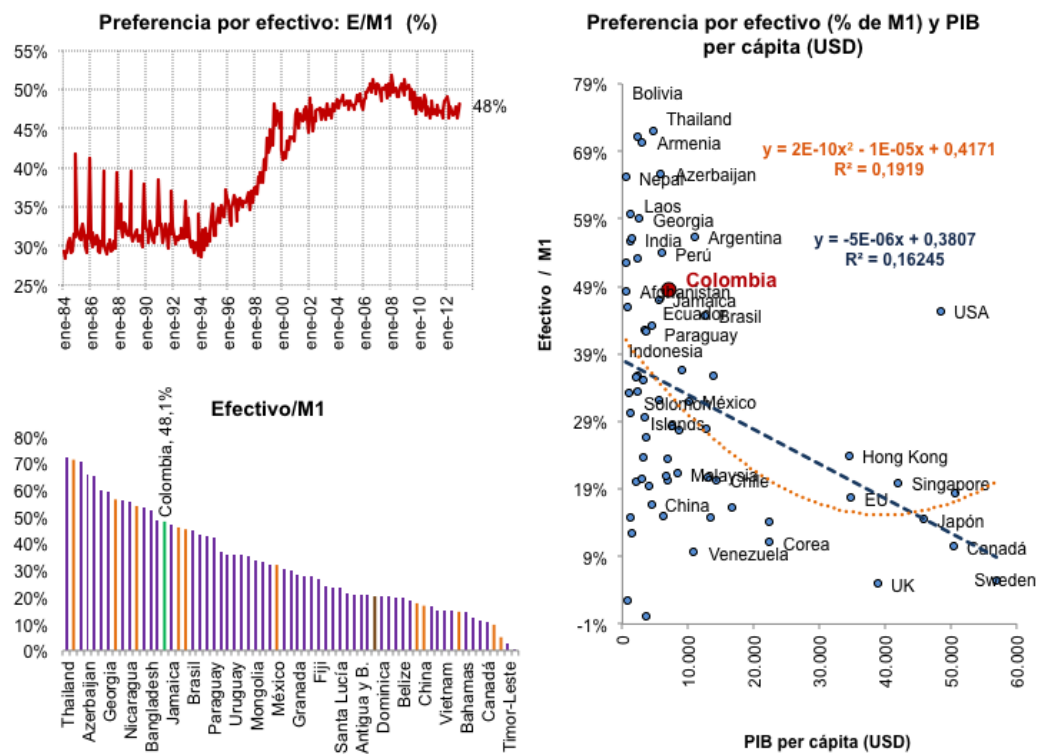 Preferencia por efectivo: E/M1 (%)
55%
50%
45%
40%
35%
30%
25%
48%
ene-84
ene-86
ene-88
ene-90
ene-92
ene-94
ene-96
ene-98
ene-00
ene-02
ene-04
ene-06
ene-08
ene-10
ene-12
Efectivo/M1
80%
70%
60%
50%
40%
30%
20%
10%
0%
Colombia, 48,1%
Thailand
Azerbaijan
Georgia
Nicaragua
Bangladesh
Jamaica
Brasil
Paraguay
Uruguay
Mongolia
México
Granada
Fiji
Santa Lucía
Antigua y B.
Dominica
Belize
China
Vietnam
Bahamas
Canadá
Timor-Leste
Preferencia por efectivo (% de M1) y PIB
per cápita (USD)
Efectivo / M1
79%
69%
59%
49%
39%
29%
19%
9%
-1%
Bolivia
Thailand
Armenia
y = 2E-10x² - 1E-05x + 0,4171
R² = 0,1919
Nepal
Azerbaijan
Laos
Georgia
India
Argentina
Perú
y = -5E-06x + 0,3807
R² = 0,16245
Colombia
Afghanistan
Jamaica
Ecuador
Brasil
USA
Paraguay
Indonesia
Solomon
Islands
México
Hong Kong
Malaysia
Chile
Singapore
EU
China
Japón
Venezuela
Corea
Canadá
UK
Sweden
0
10.000
20.000
30.000
40.000
50.000
60.000
PIB per cápita (USD)